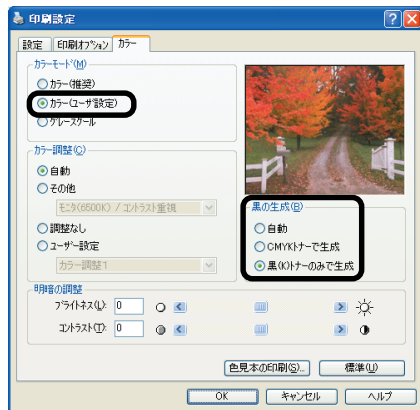 印刷設定
設定 印刷オプション カラー
カラーモード(M)
カラー(推奨)
カラー(ユーザ設定)
グレースケール
カラー調整(C)
自動
その他
モニタ(6500K) / コントラスト重視
調整なし
ユーザー設定
カラー調整1
黒の生成(B)
自動
CMYKトナーで生成
黒(K)トナーのみで生成
明暗の調整
ブライトネス(L): 0
コントラスト(T): 0
色見本の印刷(S)... 標準(U)
OK キャンセル ヘルプ